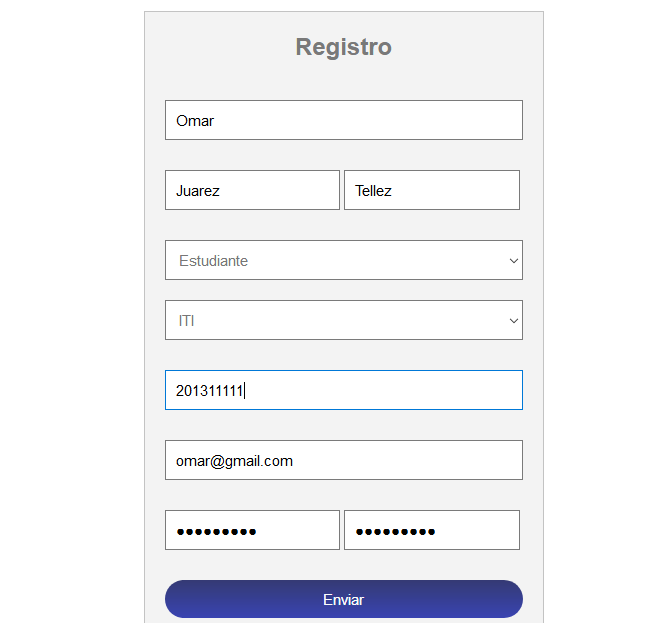 Registro
Omar
Juarez Tellez
Estudiante
ITI
201311111
omar@gmail.com
●●●●●●●●● ●●●●●●●●●
Enviar